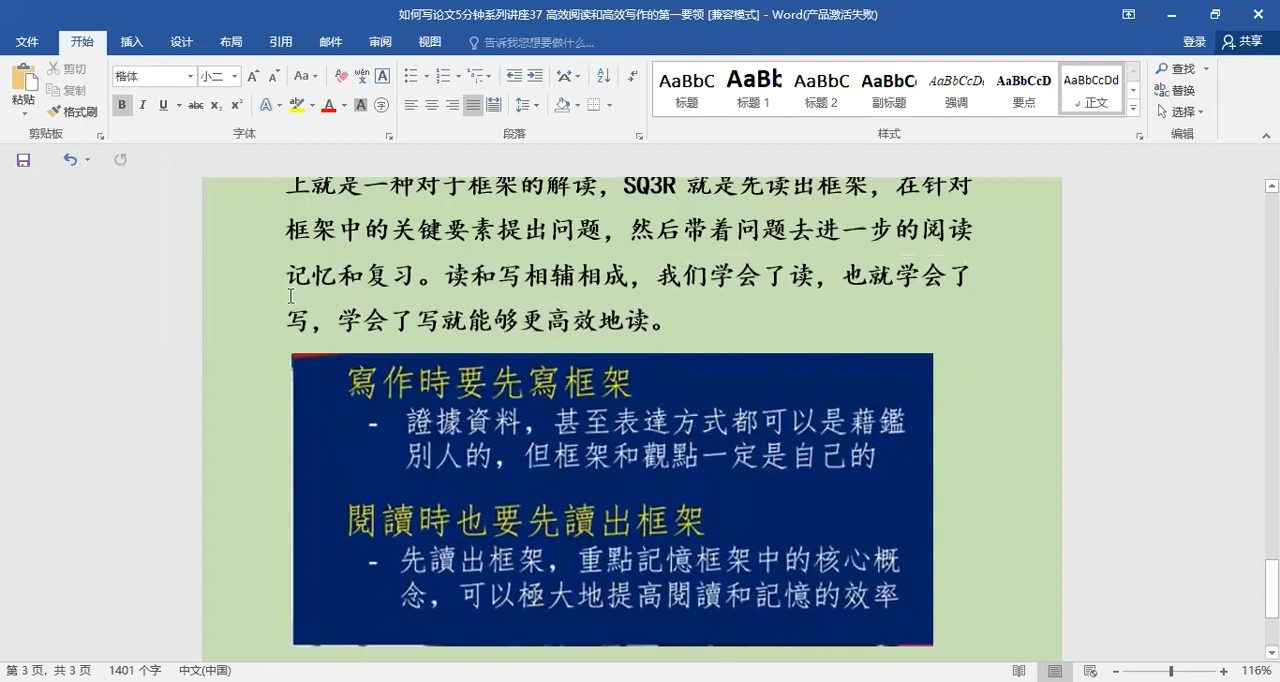 如何写论文5分钟系列讲座37 高效阅读和高效写作的第一要领 [兼容模式] - Word(产品激活失败)
文件 开始 插入 设计 布局 引用 邮件 审阅 视图 告诉我您想要做什么... 登录 共享
剪切
复制
格式刷
粘贴
剪贴板
楷体 小二
字体
段落
AaBbC AaBb AaBbC AaBbC AaBbCcDc AaBbCcD AaBbCcDd
标题 标题 1 标题 2 副标题 强调 要点 正文
样式
查找
替换
选择
编辑
上就是一种对于框架的解读，SQ3R 就是先读出框架，在针对
框架中的关键要素提出问题，然后带着问题去进一步的阅读
记忆和复习。读和写相辅相成，我们学会了读，也就学会了
写，学会了写就能够更高效地读。
寫作時要先寫框架
- 證據資料，甚至表達方式都可以是藉鑑
別人的，但框架和觀點一定是自己的
閱讀時也要先讀出框架
- 先讀出框架，重點記憶框架中的核心概
念，可以極大地提高閱讀和記憶的效率
第 3 页，共 3 页 1401 个字 中文(中国) 116%